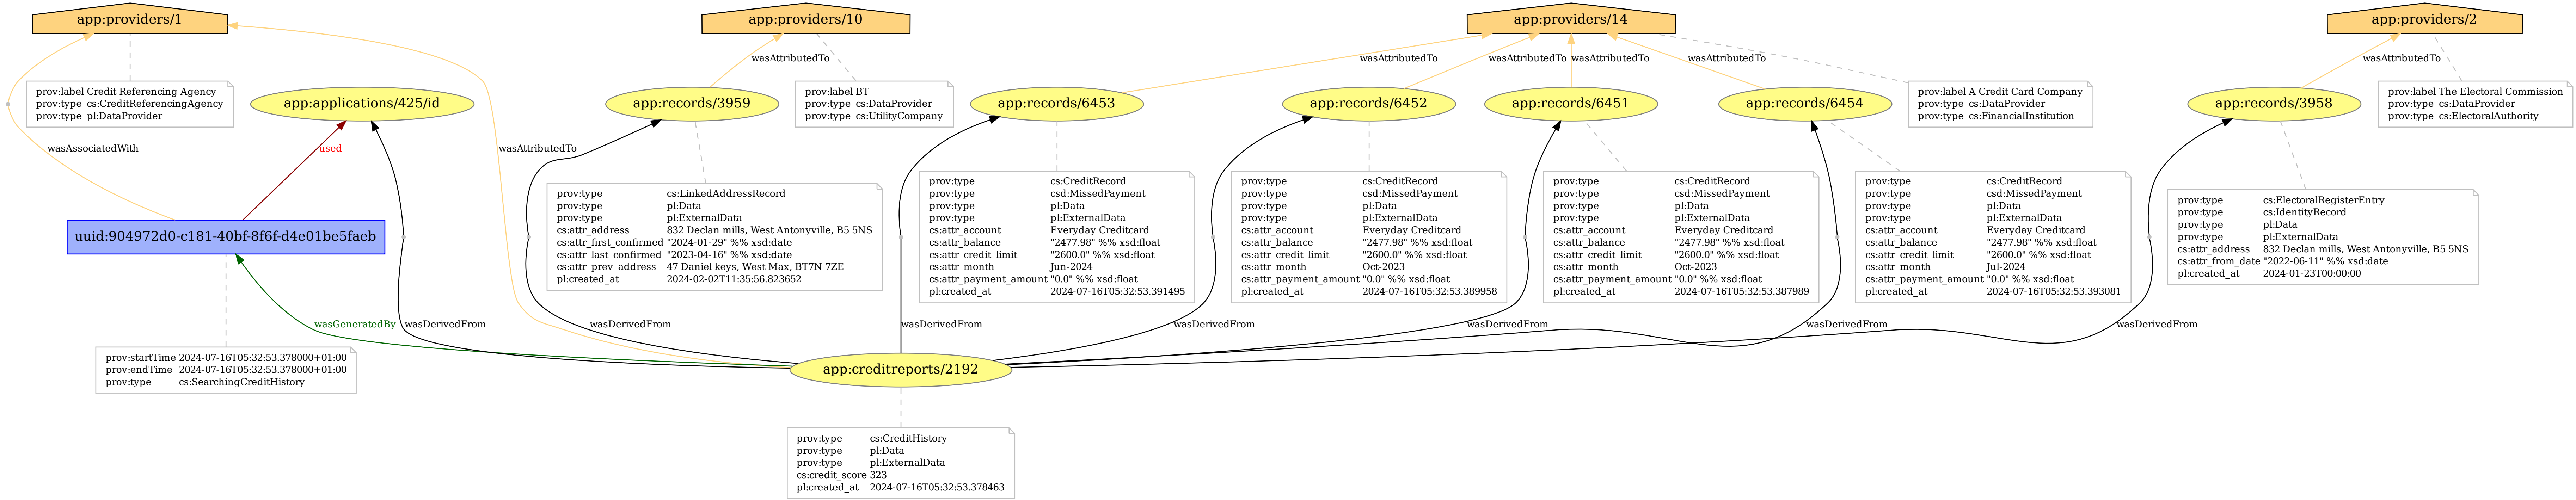 app:providers/1
app:providers/10
app:providers/14
app:providers/2
wasAttributedTo
wasAttributedTo
wasAttributedTo
wasAttributedTo
wasAttributedTo
wasAttributedTo
prov:label Credit Referencing Agency
prov:type cs:CreditReferencingAgency
prov:type pl:DataProvider
app:applications/425/id
app:records/3959
prov:label BT
prov:type cs:DataProvider
prov:type cs:UtilityCompany
app:records/6453
app:records/6452
app:records/6451
app:records/6454
prov:label A Credit Card Company
prov:type cs:DataProvider
prov:type cs:FinancialInstitution
app:records/3958
prov:label The Electoral Commission
prov:type cs:DataProvider
prov:type cs:ElectoralAuthority
wasAssociatedWith
used
wasAttributedTo
uuid:904972d0-c181-40bf-8f6f-d4e01be5faeb
prov:type cs:LinkedAddressRecord
prov:type pl:Data
prov:type pl:ExternalData
cs:attr_address 832 Declan mills, West Antonyville, B5 5NS
cs:attr_first_confirmed "2024-01-29" %% xsd:date
cs:attr_last_confirmed "2023-04-16" %% xsd:date
cs:attr_prev_address 47 Daniel keys, West Max, BT7N 7ZE
pl:created_at 2024-02-02T11:35:56.823652
prov:type cs:CreditRecord
prov:type csd:MissedPayment
prov:type pl:Data
prov:type pl:ExternalData
cs:attr_account Everyday Creditcard
cs:attr_balance "2477.98" %% xsd:float
cs:attr_credit_limit "2600.0" %% xsd:float
cs:attr_month Jun-2024
cs:attr_payment_amount "0.0" %% xsd:float
pl:created_at 2024-07-16T05:32:53.391495
prov:type cs:CreditRecord
prov:type csd:MissedPayment
prov:type pl:Data
prov:type pl:ExternalData
cs:attr_account Everyday Creditcard
cs:attr_balance "2477.98" %% xsd:float
cs:attr_credit_limit "2600.0" %% xsd:float
cs:attr_month Oct-2023
cs:attr_payment_amount "0.0" %% xsd:float
pl:created_at 2024-07-16T05:32:53.389958
prov:type cs:CreditRecord
prov:type csd:MissedPayment
prov:type pl:Data
prov:type pl:ExternalData
cs:attr_account Everyday Creditcard
cs:attr_balance "2477.98" %% xsd:float
cs:attr_credit_limit "2600.0" %% xsd:float
cs:attr_month Oct-2023
cs:attr_payment_amount "0.0" %% xsd:float
pl:created_at 2024-07-16T05:32:53.387989
prov:type cs:CreditRecord
prov:type csd:MissedPayment
prov:type pl:Data
prov:type pl:ExternalData
cs:attr_account Everyday Creditcard
cs:attr_balance "2477.98" %% xsd:float
cs:attr_credit_limit "2600.0" %% xsd:float
cs:attr_month Jul-2024
cs:attr_payment_amount "0.0" %% xsd:float
pl:created_at 2024-07-16T05:32:53.393081
prov:type cs:ElectoralRegisterEntry
prov:type cs:IdentityRecord
prov:type pl:Data
prov:type pl:ExternalData
cs:attr_address 832 Declan mills, West Antonyville, B5 5NS
cs:attr_from_date "2022-06-11" %% xsd:date
pl:created_at 2024-01-23T00:00:00
wasGeneratedBy
wasDerivedFrom
wasDerivedFrom
wasDerivedFrom
wasDerivedFrom
wasDerivedFrom
wasDerivedFrom
wasDerivedFrom
prov:startTime 2024-07-16T05:32:53.378000+01:00
prov:endTime 2024-07-16T05:32:53.378000+01:00
prov:type cs:SearchingCreditHistory
app:creditreports/2192
prov:type cs:CreditHistory
prov:type pl:Data
prov:type pl:ExternalData
cs:credit_score 323
pl:created_at 2024-07-16T05:32:53.378463